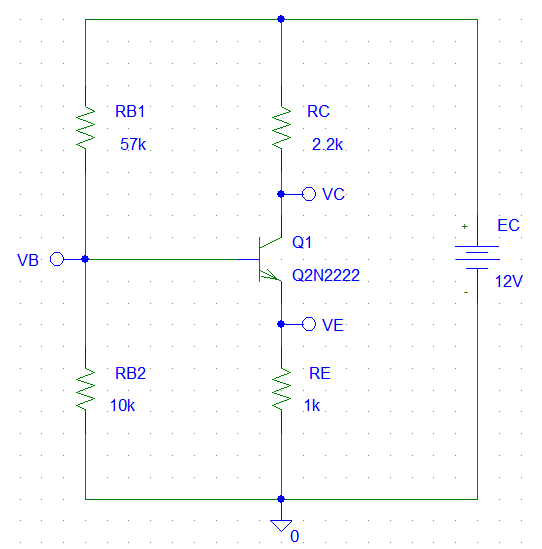 RB1
57k
RC
2.2k
VC
VB
Q1
Q2N2222
+
EC
12V
-
VE
RB2
10k
RE
1k
0